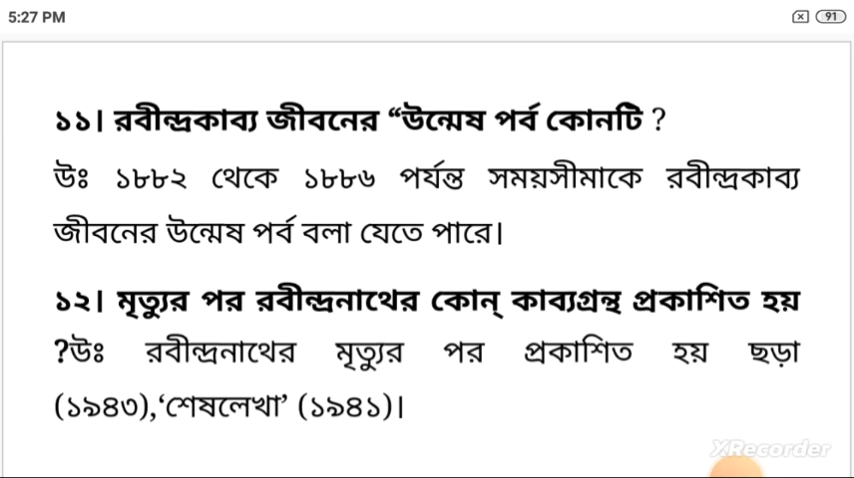 5:27 PM
91
১১। রবীন্দ্রকাব্য জীবনের “উন্মেষ পর্ব কোনটি ?
উঃ ১৮৮২ থেকে ১৮৮৬ পর্যন্ত সময়সীমাকে রবীন্দ্রকাব্য
জীবনের উন্মেষ পর্ব বলা যেতে পারে।
১২। মৃত্যুর পর রবীন্দ্রনাথের কোন্ কাব্যগ্রন্থ প্রকাশিত হয়
?উঃ রবীন্দ্রনাথের মৃত্যুর পর প্রকাশিত হয় ছড়া
(১৯৪৩),‘শেষলেখা’ (১৯৪১)।
XRecorder